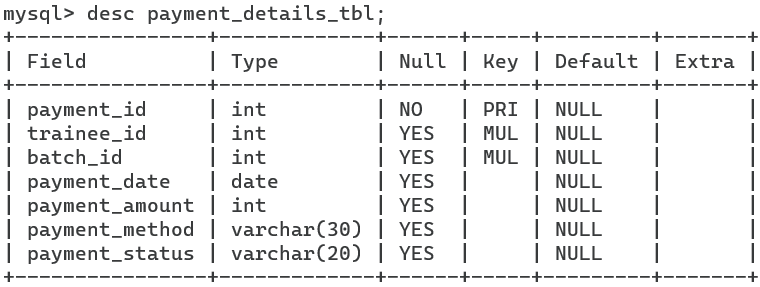 mysql> desc payment_details_tbl;
+----------------+-------------+------+-----+---------+-------+
| Field          | Type        | Null | Key | Default | Extra |
+----------------+-------------+------+-----+---------+-------+
| payment_id     | int         | NO   | PRI | NULL    |       |
| trainee_id     | int         | YES  | MUL | NULL    |       |
| batch_id       | int         | YES  | MUL | NULL    |       |
| payment_date   | date        | YES  |     | NULL    |       |
| payment_amount | int         | YES  |     | NULL    |       |
| payment_method | varchar(30) | YES  |     | NULL    |       |
| payment_status | varchar(20) | YES  |     | NULL    |       |
+----------------+-------------+------+-----+---------+-------+